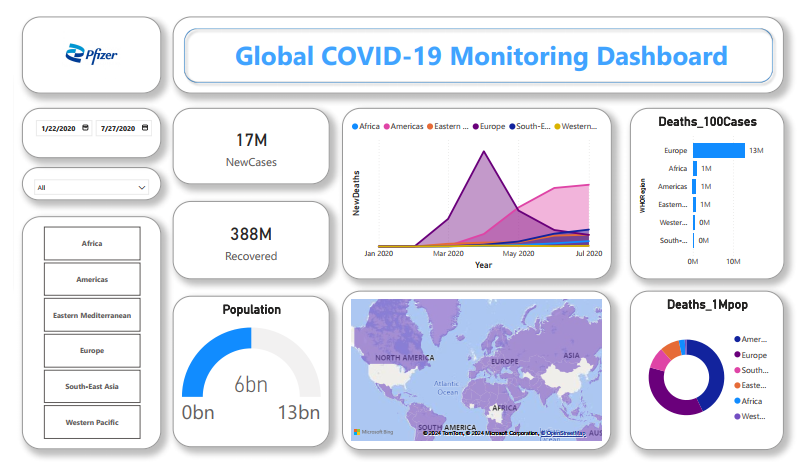 Pfizer
Global COVID-19 Monitoring Dashboard
1/22/2020
7/27/2020
All
Africa
Americas
Eastern Mediterranean
Europe
South-East Asia
Western Pacific
17M
NewCases
388M
Recovered
Population
6bn
0bn
13bn
Africa Americas Eastern ... Europe South-E... Western...
NewDeaths
Jan 2020 Mar 2020 May 2020 Jul 2020
Year
NORTH AMERICA
EUROPE
ASIA
Atlantic
Ocean
AFRICA
SOUTH AMERICA
AUS
Microsoft Bing
© 2024 TomTom, © 2024 Microsoft Corporation, © OpenStreetMap
Deaths_100Cases
WHORegion
Europe 13M
Africa 1M
Americas 1M
Eastern... 1M
Wester... 0M
South-... 0M
0M 10M
Deaths_1Mpop
Amer...
Europe
South...
Easte...
Africa
West...